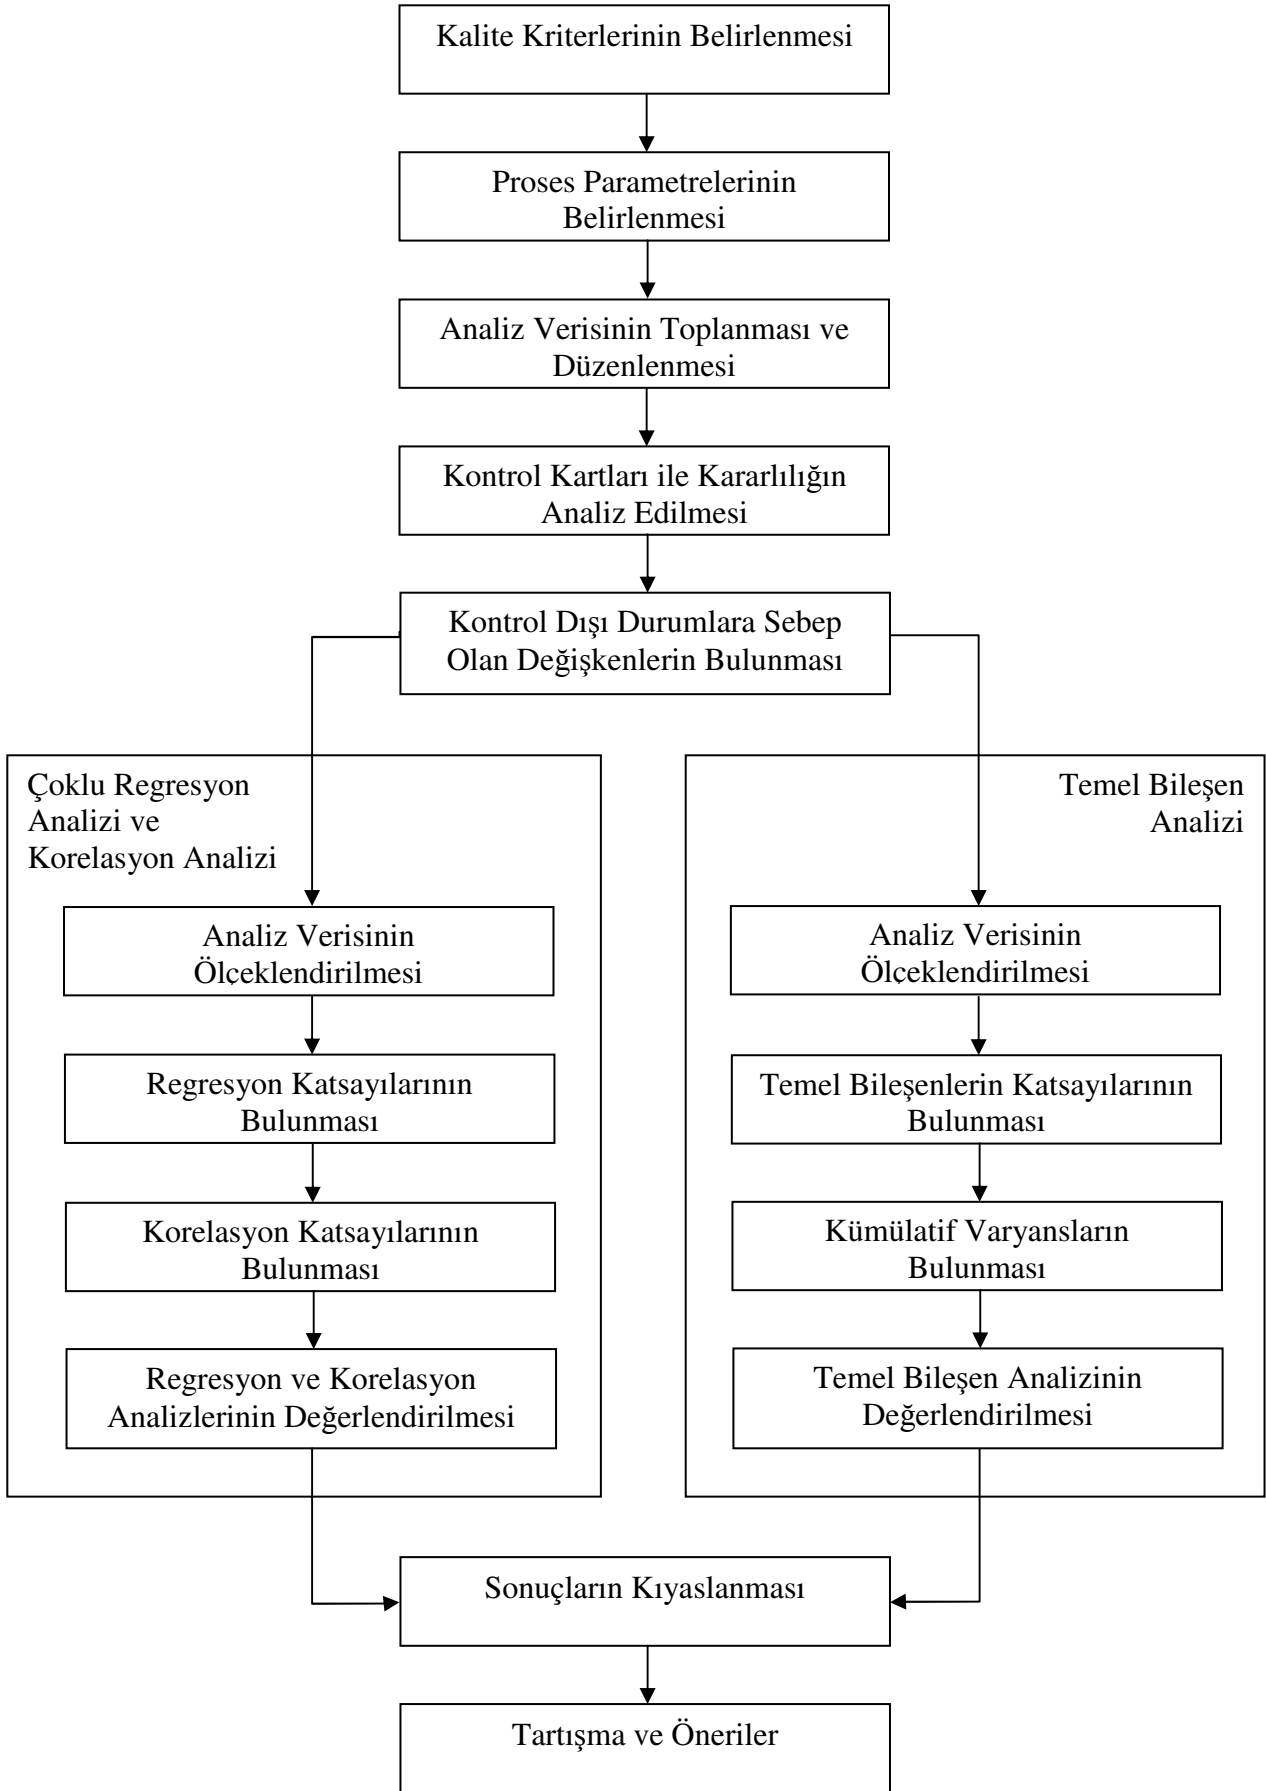 Kalite Kriterlerinin Belirlenmesi
Proses Parametrelerinin
Belirlenmesi
Analiz Verisinin Toplanması ve
Düzenlenmesi
Kontrol Kartları ile Kararlılığın
Analiz Edilmesi
Kontrol Dışı Durumlara Sebep
Olan Değişkenlerin Bulunması
Çoklu Regresyon
Analizi ve
Korelasyon Analizi
Analiz Verisinin
Ölçeklendirilmesi
Regresyon Katsayılarının
Bulunması
Korelasyon Katsayılarının
Bulunması
Regresyon ve Korelasyon
Analizlerinin Değerlendirilmesi
Temel Bileşen
Analizi
Analiz Verisinin
Ölçeklendirilmesi
Temel Bileşenlerin Katsayılarının
Bulunması
Kümülatif Varyansların
Bulunması
Temel Bileşen Analizinin
Değerlendirilmesi
Sonuçların Kıyaslanması
Tartışma ve Öneriler